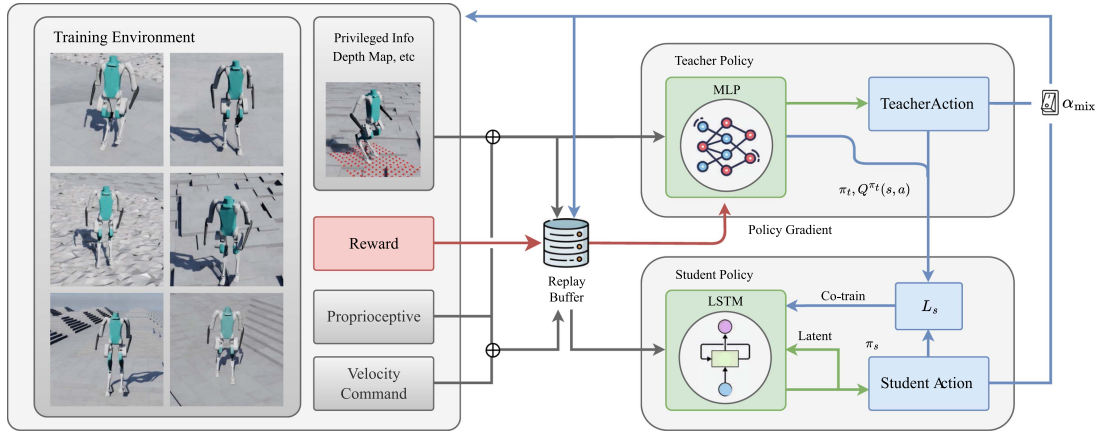 Training Environment
Privileged Info
Depth Map, etc
Reward
Proprioceptive
Velocity
Command
Replay
Buffer
Teacher Policy
MLP
TeacherAction
α_mix
π_t, Q^{π_t}(s, a)
Policy Gradient
Student Policy
LSTM
Co-train
L_s
Latent
π_s
Student Action